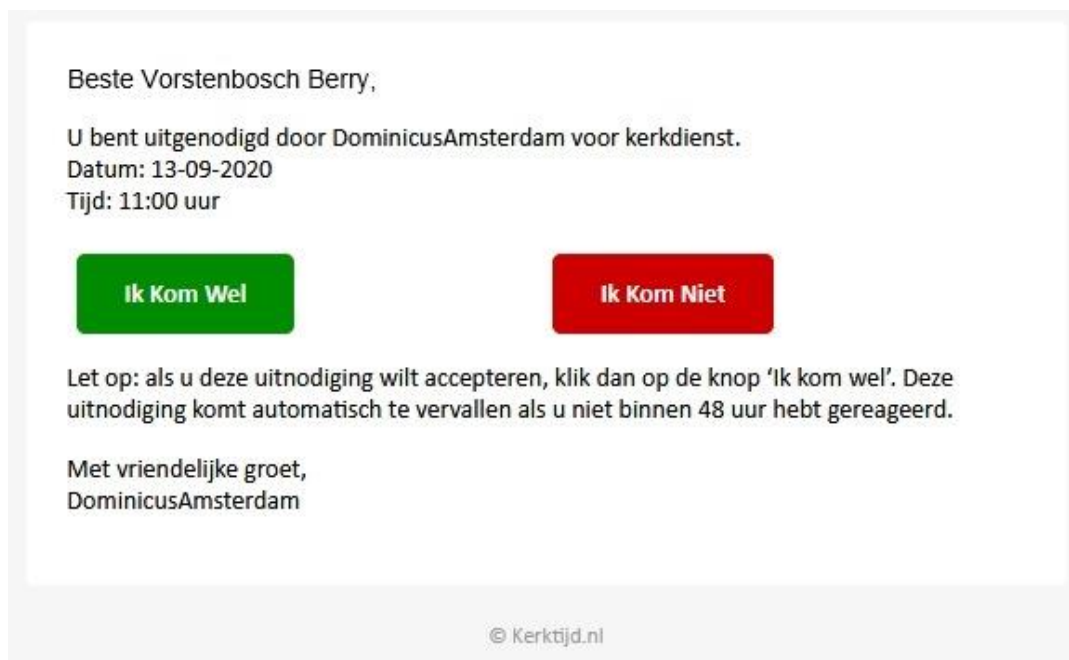 Beste Vorstenbosch Berry,
U bent uitgenodigd door DominicusAmsterdam voor kerkdienst.
Datum: 13-09-2020
Tijd: 11:00 uur
Ik Kom Wel
Ik Kom Niet
Let op: als u deze uitnodiging wilt accepteren, klik dan op de knop ‘Ik kom wel’. Deze
uitnodiging komt automatisch te vervallen als u niet binnen 48 uur hebt gereageerd.
Met vriendelijke groet,
DominicusAmsterdam
© Kerktijd.nl